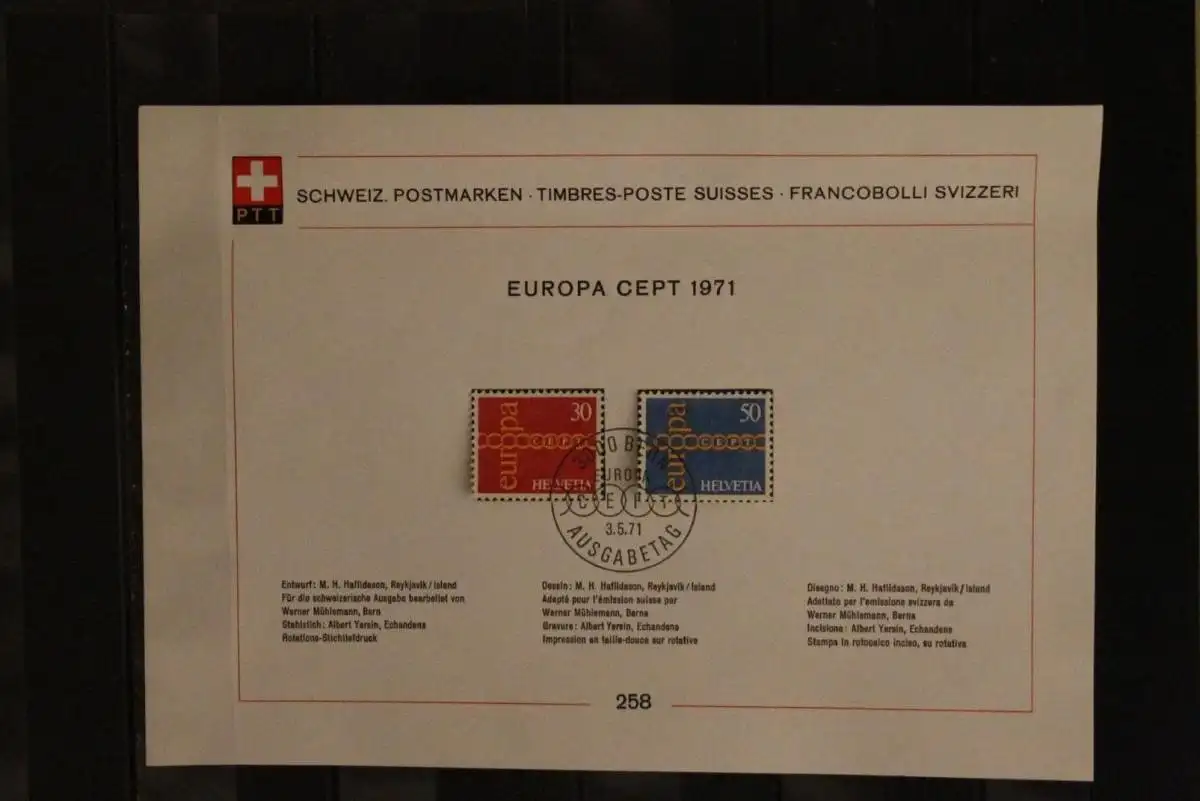 PTT
SCHWEIZ. POSTMARKEN · TIMBRES-POSTE SUISSES · FRANCOBOLLI SVIZZERI
EUROPA CEPT 1971
30
europa
CEPT
HELVETIA
50
europa
CEPT
HELVETIA
EUROPA
CEPT
3.5.71
AUSGABETAG
Entwurf: M. H. Haflidason, Reykjavik/Island
Für die schweizerische Ausgabe bearbeitet von
Werner Mühlemann, Bern
Stahlstich: Albert Yersin, Echandens
Rotations-Stichtiefdruck
Dessin: M. H. Haflidason, Reykjavik/Island
Adapté pour l'émission suisse par
Werner Mühlemann, Berne
Gravure: Albert Yersin, Echandens
Impression en taille-douce sur rotative
Disegno: M. H. Haflidason, Reykjavik/Island
Adattato per l'emissione svizzera da
Werner Mühlemann, Berna
Incisione: Albert Yersin, Echandens
Stampa in rotocalco inciso, su rotativa
258